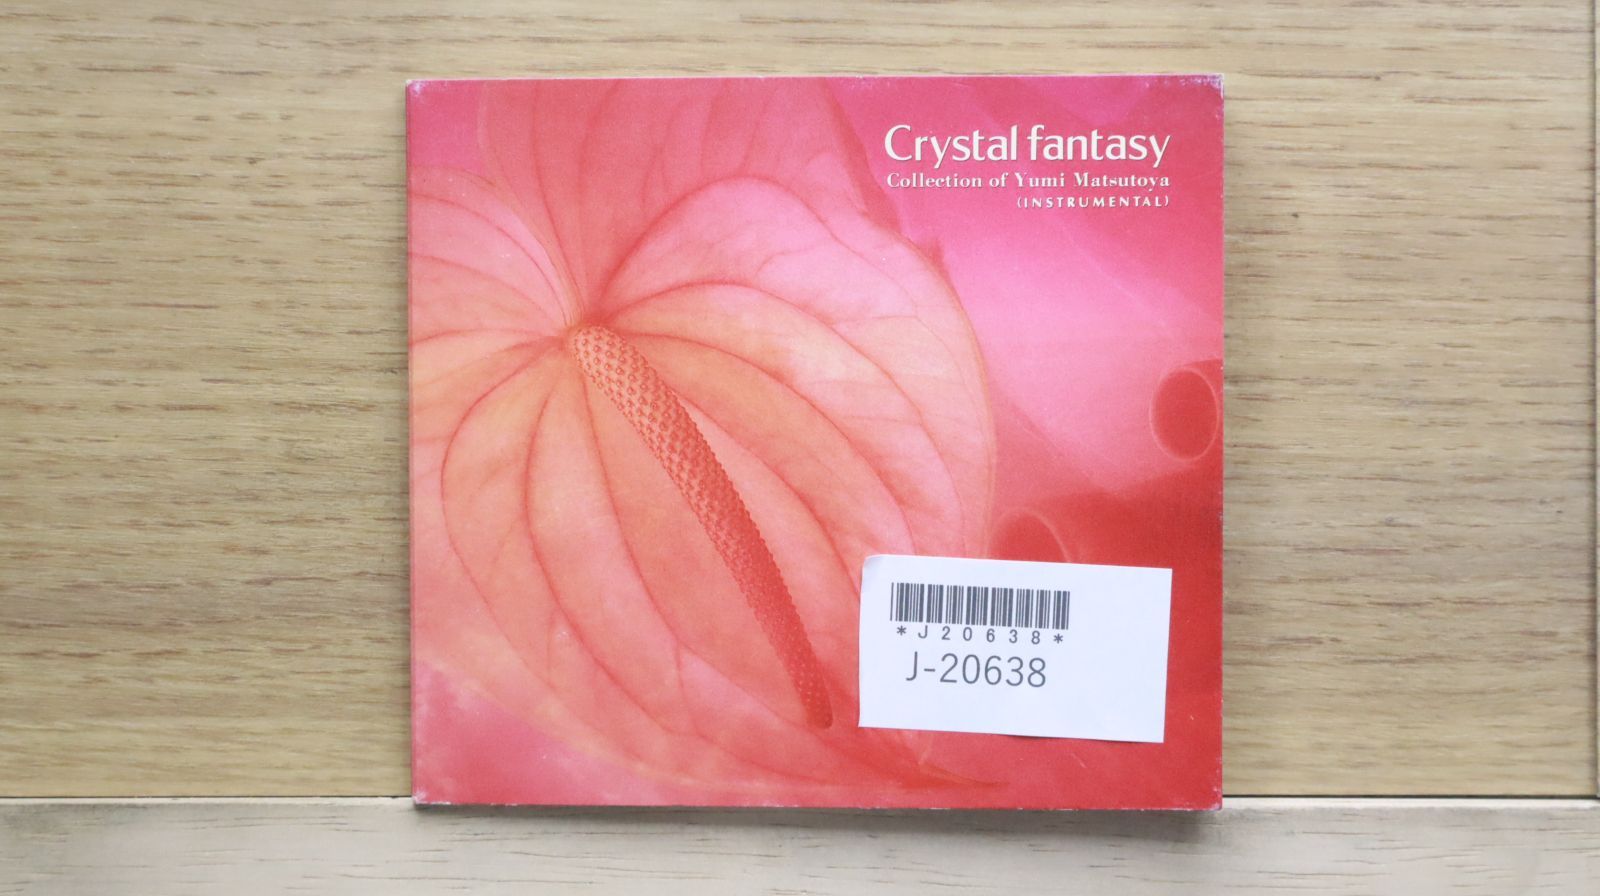 Crystal fantasy
Collection of Yumi Matsutoya
(INSTRUMENTAL)
*J20638*
J-20638